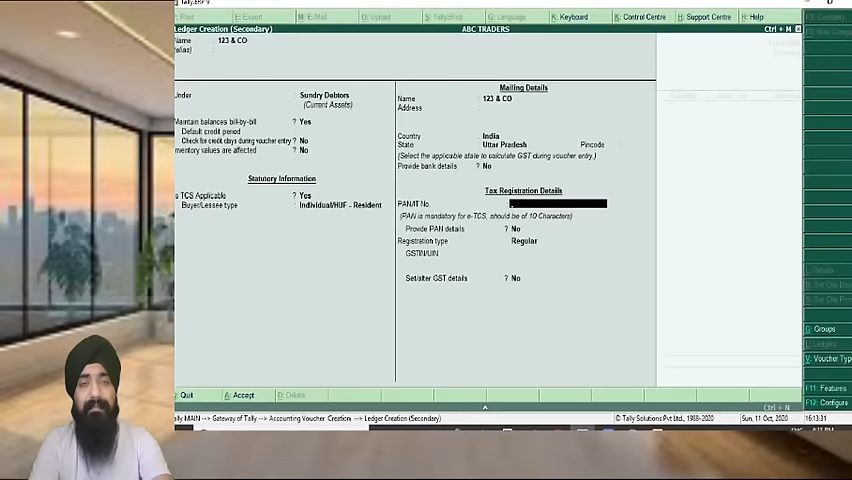 Tally.ERP 9
P: Print E: Export M: E-Mail O: Upload S: TallyShop G: Language K: Keyboard K: Control Centre H: Support Centre H: Help
Ledger Creation (Secondary) ABC TRADERS Ctrl + M
Name : 123 & CO
(alias) :
Mailing Details
Under : Sundry Debtors
(Current Assets)
Name : 123 & CO
Address :
Maintain balances bill-by-bill ? Yes
Default credit period :
Check for credit days during voucher entry ? No
Inventory values are affected ? No
Country : India
State : Uttar Pradesh Pincode :
(Select the applicable state to calculate GST during voucher entry.)
Provide bank details ? No
Statutory Information
Is TCS Applicable ? Yes
Buyer/Lessee type : Individual/HUF - Resident
Tax Registration Details
PAN/IT No. :
(PAN is mandatory for e-TCS, should be of 10 Characters)
Provide PAN details ? No
Registration type : Regular
GSTIN/UIN :
Set/alter GST details ? No
G: Groups
L: Ledgers
V: Voucher Typ
F11: Features
F12: Configure
Quit A: Accept D: Delete
Ctrl + N
Tally MAIN --> Gateway of Tally --> Accounting Voucher Creation --> Ledger Creation (Secondary) © Tally Solutions Pvt Ltd., 1988-2020 Sun, 11 Oct, 2020 16:13:31